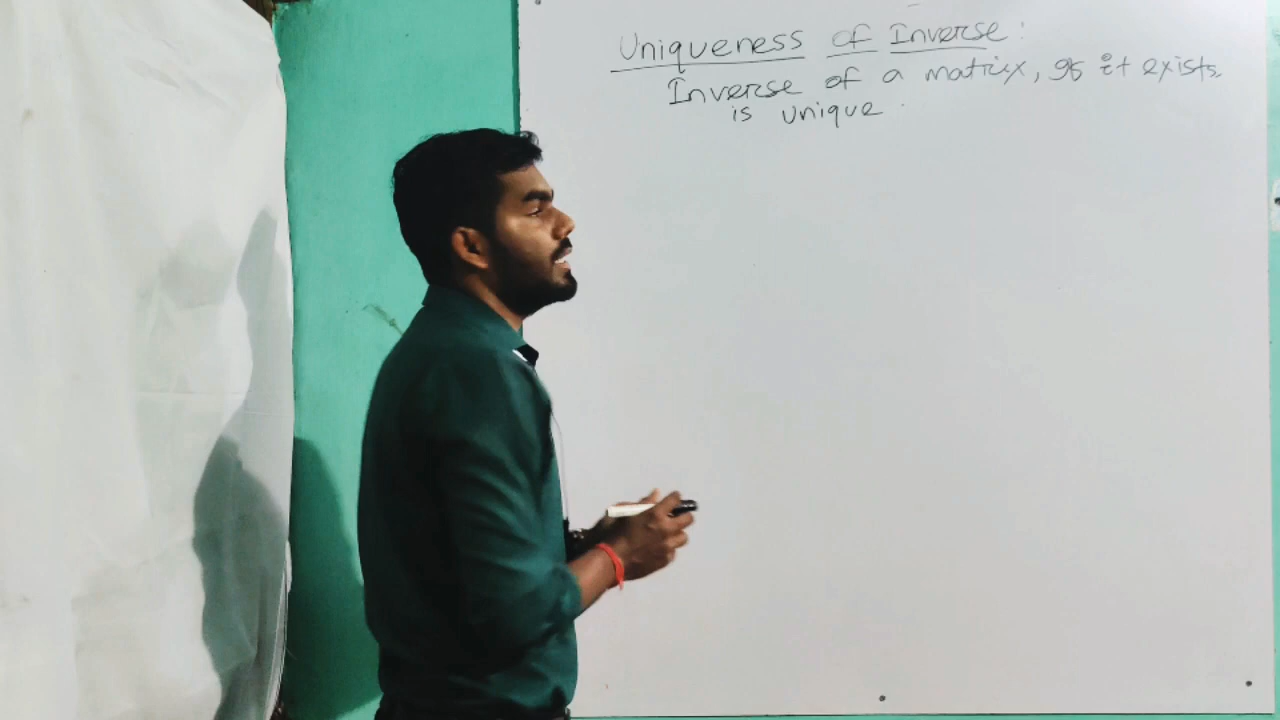 Uniqueness of Inverse :
Inverse of a matrix, If it exists,
is unique.